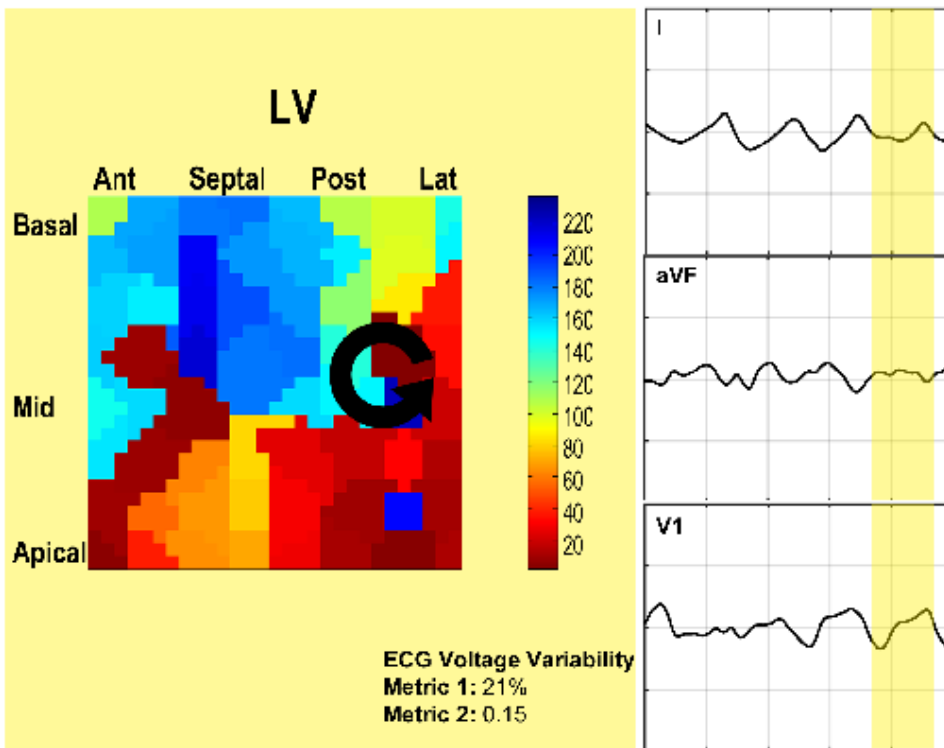 LV
Ant Septal Post Lat
Basal
Mid
Apical
220
200
180
160
140
120
100
80
60
40
20
ECG Voltage Variability
Metric 1: 21%
Metric 2: 0.15
I
aVF
V1